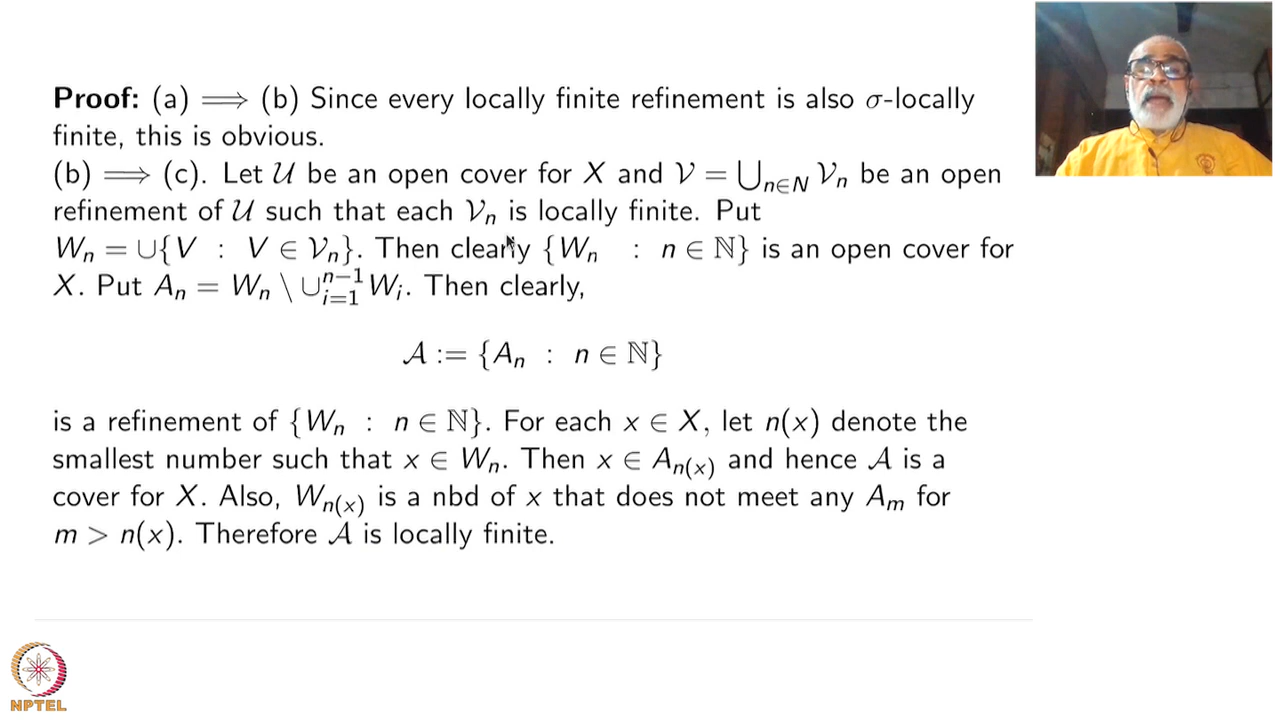 Proof: (a) ⟹ (b) Since every locally finite refinement is also σ-locally
finite, this is obvious.
(b) ⟹ (c). Let 𝒰 be an open cover for X and 𝒱 = ⋃_{n∈N} 𝒱_n be an open
refinement of 𝒰 such that each 𝒱_n is locally finite. Put
W_n = ∪{V : V ∈ 𝒱_n}. Then clearly {W_n : n ∈ ℕ} is an open cover for
X. Put A_n = W_n \ ∪_{i=1}^{n−1} W_i. Then clearly,
𝒜 := {A_n : n ∈ ℕ}
is a refinement of {W_n : n ∈ ℕ}. For each x ∈ X, let n(x) denote the
smallest number such that x ∈ W_n. Then x ∈ A_{n(x)} and hence 𝒜 is a
cover for X. Also, W_{n(x)} is a nbd of x that does not meet any A_m for
m > n(x). Therefore 𝒜 is locally finite.
NPTEL